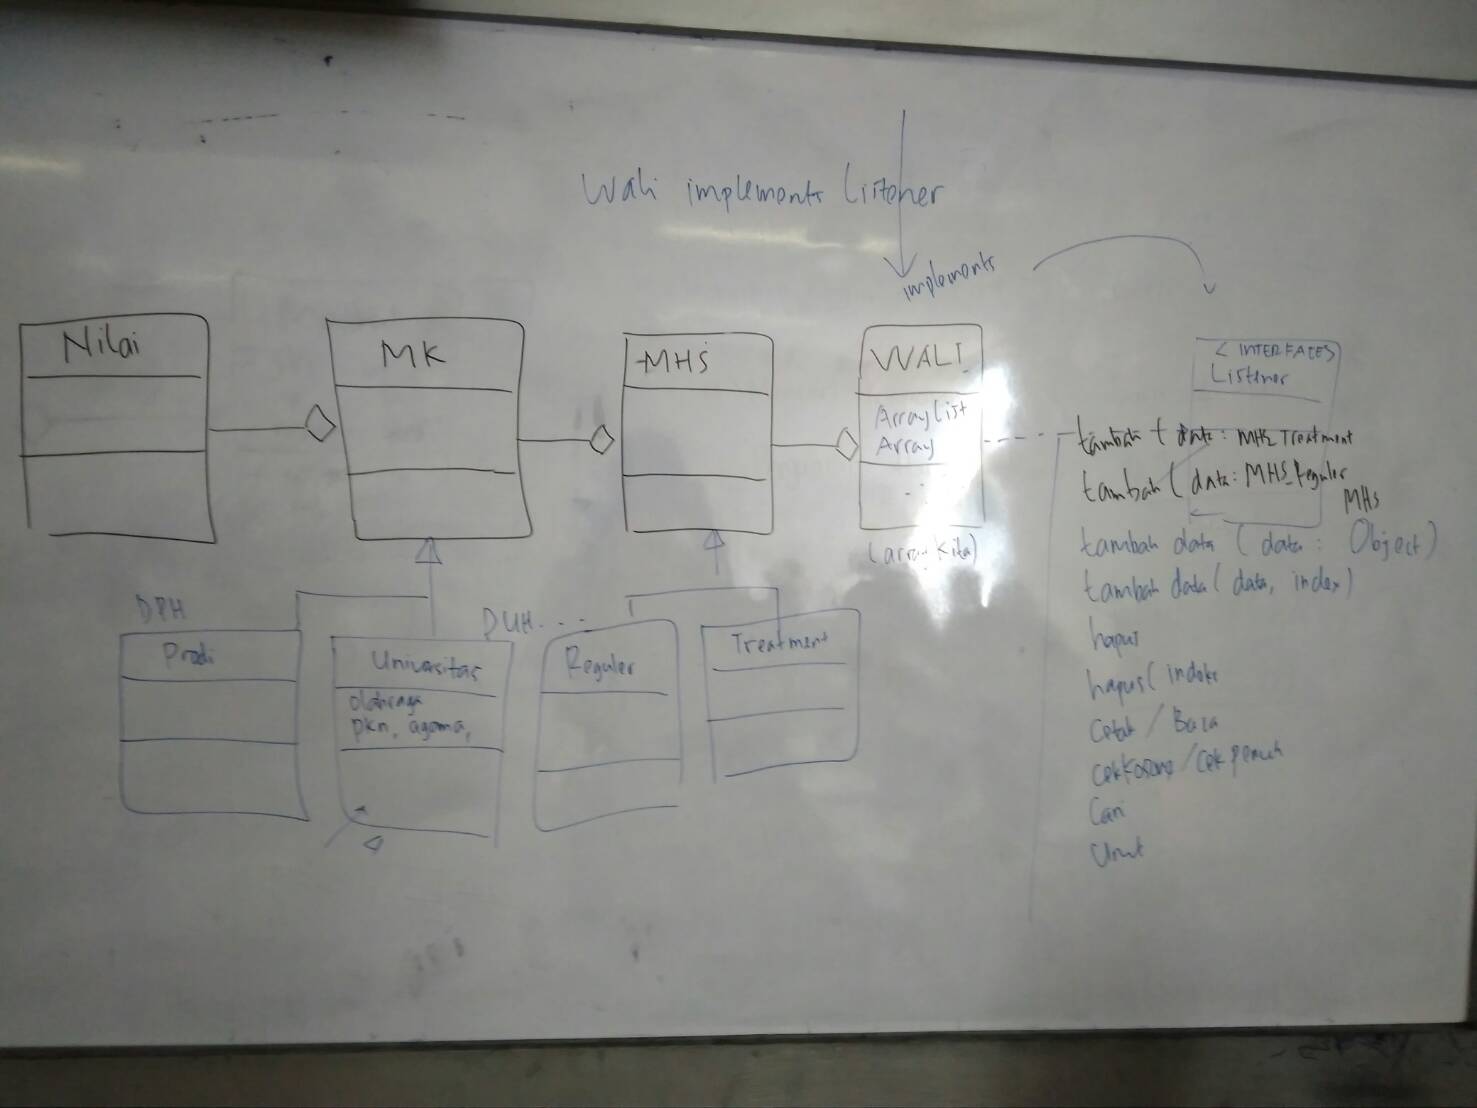 Wali implements Listener
implements
Nilai
MK
MHS
WALI
ArrayList
Array
(array kita)
< INTERFACES
Listener
tambah ( data : MHS Treatment
tambah ( data : MHS_Reguler
MHS
tambah data ( data : Object )
tambah data ( data, index )
hapus
hapus (
Cetak / Baca
cekKosong / cek penuh
Cari
Urut
DPH
Prodi
DUH . . .
Universitas
olahraga
pkn, agama,
Reguler
Treatment